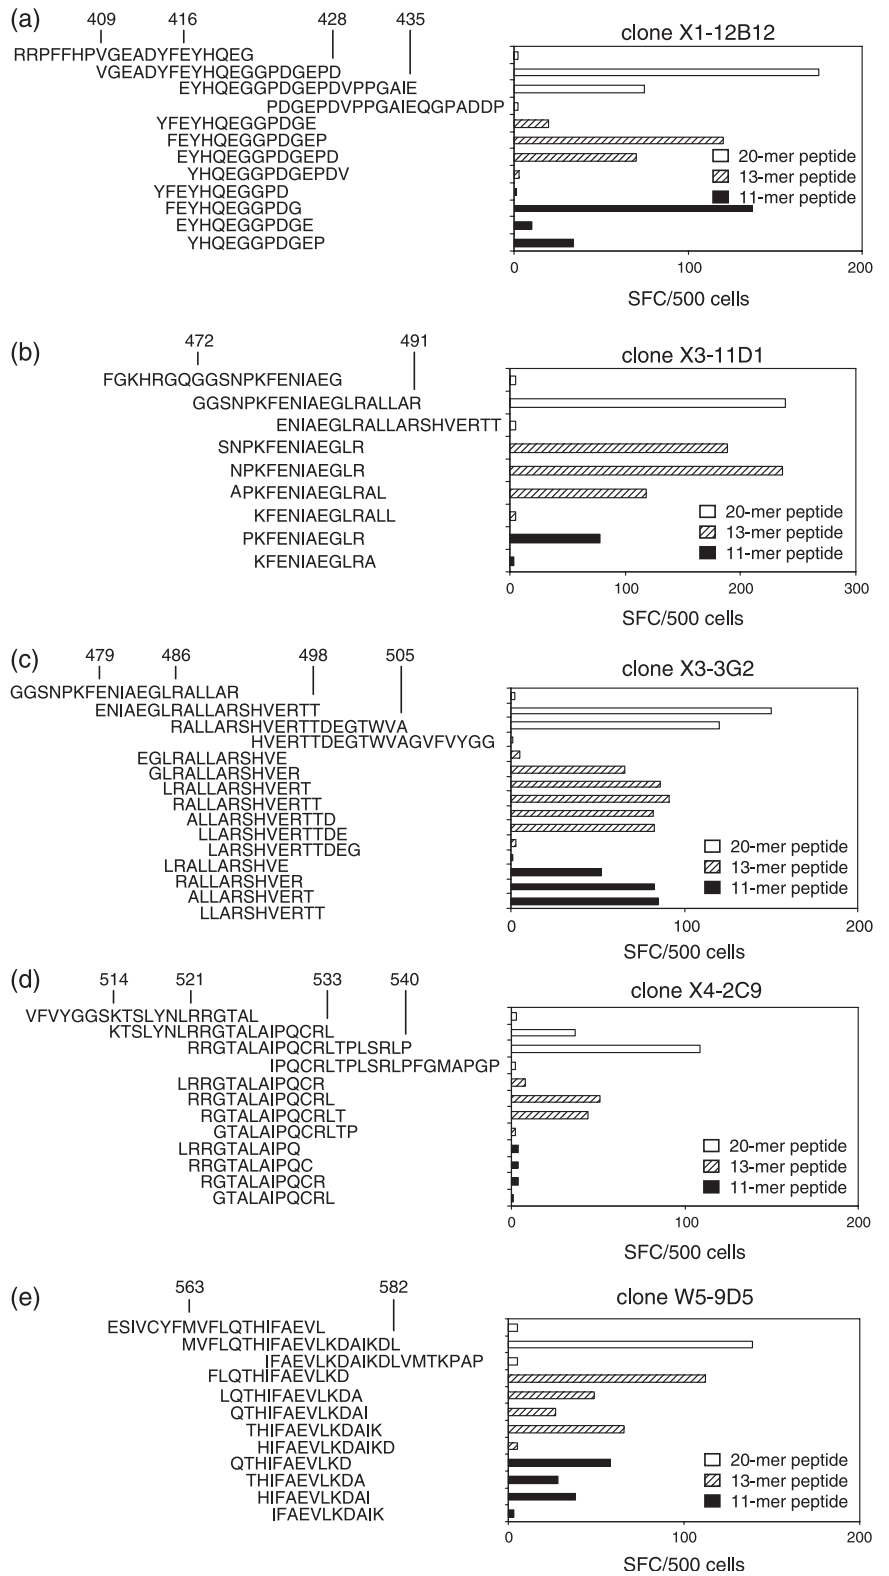 (a)
409 416 428 435
clone X1-12B12
RRPFFHPVGEADYFEYHQEG
VGEADYFEYHQEGGPDGEPD
EYHQEGGPDGEPDVPPGAIE
PDGEPDVPPGAIEQGPADDP
YFEYHQEGGPDGE
FEYHQEGGPDGEP
EYHQEGGPDGEPD
YHQEGGPDGEPDV
YFEYHQEGGPD
FEYHQEGGPDG
EYHQEGGPDGE
YHQEGGPDGEP
20-mer peptide
13-mer peptide
11-mer peptide
0 100 200
SFC/500 cells
(b)
472 491
clone X3-11D1
FGKHRGQGGSNPKFENIAEG
GGSNPKFENIAEGLRALLAR
ENIAEGLRALLARSHVERTT
SNPKFENIAEGLR
NPKFENIAEGLR
APKFENIAEGLRAL
KFENIAEGLRALL
PKFENIAEGLR
KFENIAEGLRA
20-mer peptide
13-mer peptide
11-mer peptide
0 100 200 300
SFC/500 cells
(c)
479 486 498 505
clone X3-3G2
GGSNPKFENIAEGLRALLAR
ENIAEGLRALLARSHVERTT
RALLARSHVERTTDEGTWVA
HVERTTDEGTWVAGVFVYGG
EGLRALLARSHVE
GLRALLARSHVER
LRALLARSHVERT
RALLARSHVERTT
ALLARSHVERTTD
LLARSHVERTTDE
LARSHVERTTDEG
LRALLARSHVE
RALLARSHVER
ALLARSHVERT
LLARSHVERTT
20-mer peptide
13-mer peptide
11-mer peptide
0 100 200
SFC/500 cells
(d)
514 521 533 540
clone X4-2C9
VFVYGGSKTSLYNLRRGTAL
KTSLYNLRRGTALAIPQCRL
RRGTALAIPQCRLTPLSRLP
IPQCRLTPLSRLPFGMAPGP
LRRGTALAIPQCR
RRGTALAIPQCRL
RGTALAIPQCRLT
GTALAIPQCRLTP
LRRGTALAIPQ
RRGTALAIPQC
RGTALAIPQCR
GTALAIPQCRL
20-mer peptide
13-mer peptide
11-mer peptide
0 100 200
SFC/500 cells
(e)
563 582
clone W5-9D5
ESIVCYFMVFLQTHIFAEVL
MVFLQTHIFAEVLKDAIKDL
IFAEVLKDAIKDLVMTKPAP
FLQTHIFAEVLKD
LQTHIFAEVLKDA
QTHIFAEVLKDAI
THIFAEVLKDAIK
HIFAEVLKDAIKD
QTHIFAEVLKD
THIFAEVLKDA
HIFAEVLKDAI
IFAEVLKDAIK
20-mer peptide
13-mer peptide
11-mer peptide
0 100 200
SFC/500 cells